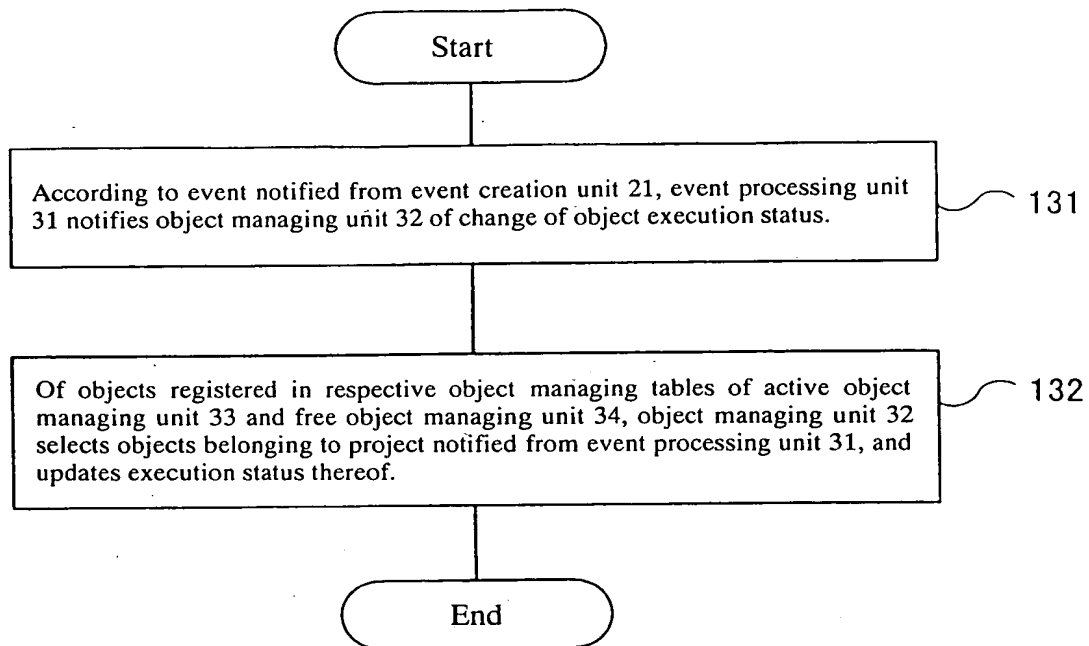 Start
According to event notified from event creation unit 21, event processing unit
31 notifies object managing unit 32 of change of object execution status.
131
Of objects registered in respective object managing tables of active object
managing unit 33 and free object managing unit 34, object managing unit 32
selects objects belonging to project notified from event processing unit 31, and
updates execution status thereof.
132
End